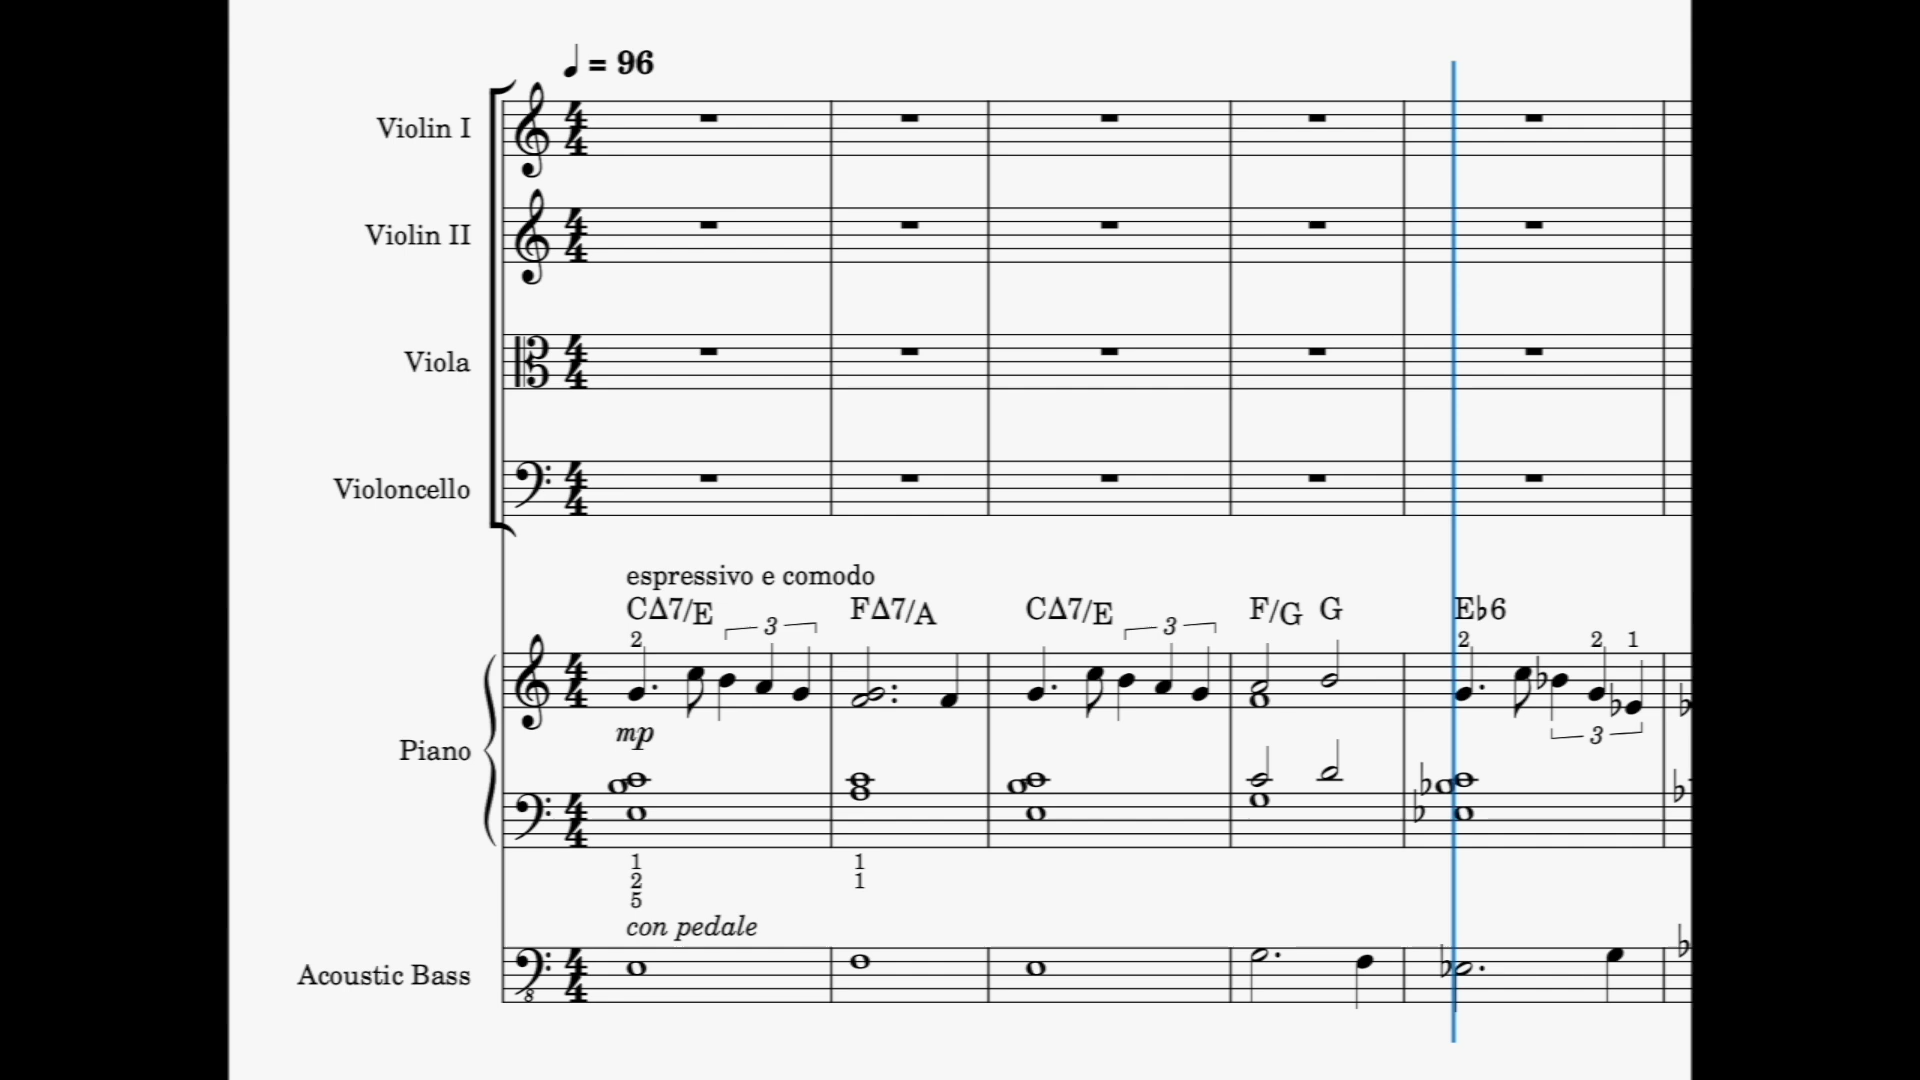 ♩ = 96
Violin I
Violin II
Viola
Violoncello
espressivo e comodo
CΔ7/E FΔ7/A CΔ7/E F/G G E♭6
2 3 3 2 2 1
3
mp
Piano
1 1
2 1
5
con pedale
Acoustic Bass
8